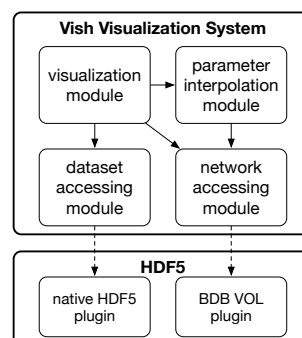 Vish Visualization System
visualization
module
parameter
interpolation
module
dataset
accessing
module
network
accessing
module
HDF5
native HDF5
plugin
BDB VOL
plugin